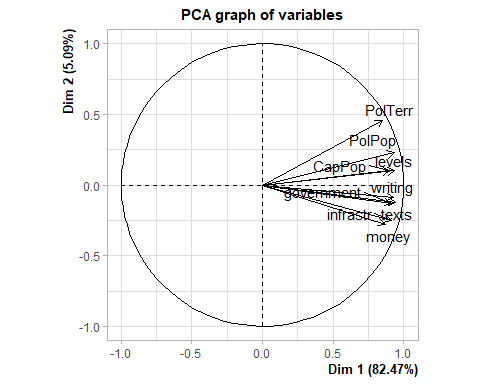 PCA graph of variables
Dim 2 (5.09%)
1.0
0.5
0.0
-0.5
-1.0
PolTerr
PolPop
CapPop
levels
writing
government
infrastr
texts
money
-1.0
-0.5
0.0
0.5
1.0
Dim 1 (82.47%)